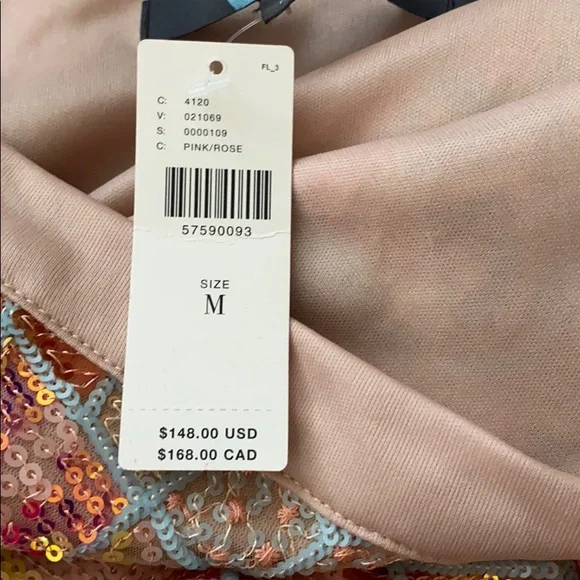 FL_3
C: 4120
V: 021069
S: 0000109
C: PINK/ROSE
57590093
SIZE
M
$148.00 USD
$168.00 CAD